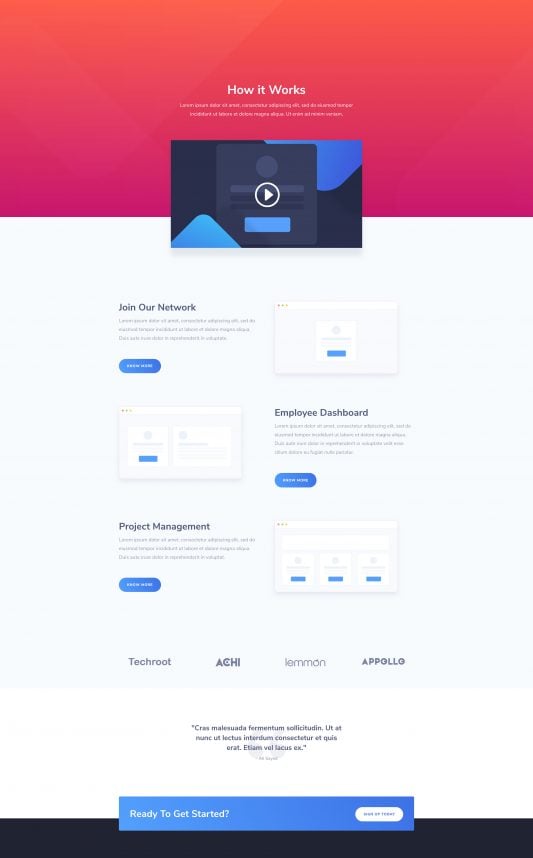 How it Works
Lorem ipsum dolor sit amet, consectetur adipiscing elit, sed do eiusmod tempor
incididunt ut labore et dolore magna aliqua. Ut enim ad minim veniam.
Join Our Network
Lorem ipsum dolor sit amet, consectetur adipiscing elit, sed do
eiusmod tempor incididunt ut labore et dolore magna aliqua.
Duis aute irure dolor in reprehenderit in voluptate.
KNOW MORE
Employee Dashboard
Lorem ipsum dolor sit amet, consectetur adipiscing elit, sed do
eiusmod tempor incididunt ut labore et dolore magna aliqua.
Duis aute irure dolor in reprehenderit in voluptate velit esse
cillum dolore eu fugiat nulla pariatur.
KNOW MORE
Project Management
Lorem ipsum dolor sit amet, consectetur adipiscing elit, sed do
eiusmod tempor incididunt ut labore et dolore magna aliqua.
Duis aute irure dolor in reprehenderit in voluptat.
KNOW MORE
Techroot ACHI lemmon APPOLLO
"Cras malesuada fermentum sollicitudin. Ut at
nunc ut lectus interdum consectetur et quis
erat. Etiam vel lacus ex."
Ready To Get Started? SIGN UP TODAY